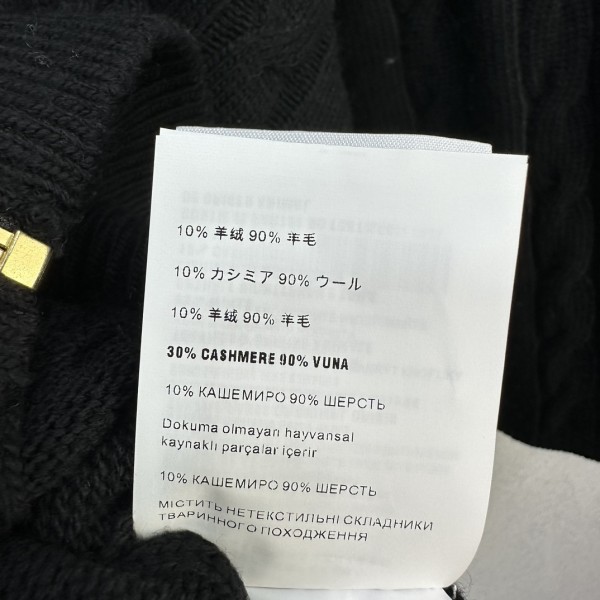 10% 羊绒 90% 羊毛
10% カシミア 90% ウール
10% 羊绒 90% 羊毛
30% CASHMERE 90% VUNA
10% КАШЕМИРО 90% ШЕРСТЬ
Dokuma olmayan hayvansal
kaynaklı parçalar içerir
10% КАШЕМИРО 90% ШЕРСТЬ
МІСТИТЬ НЕТЕКСТИЛЬНІ СКЛАДНИКИ
ТВАРИННОГО ПОХОДЖЕННЯ